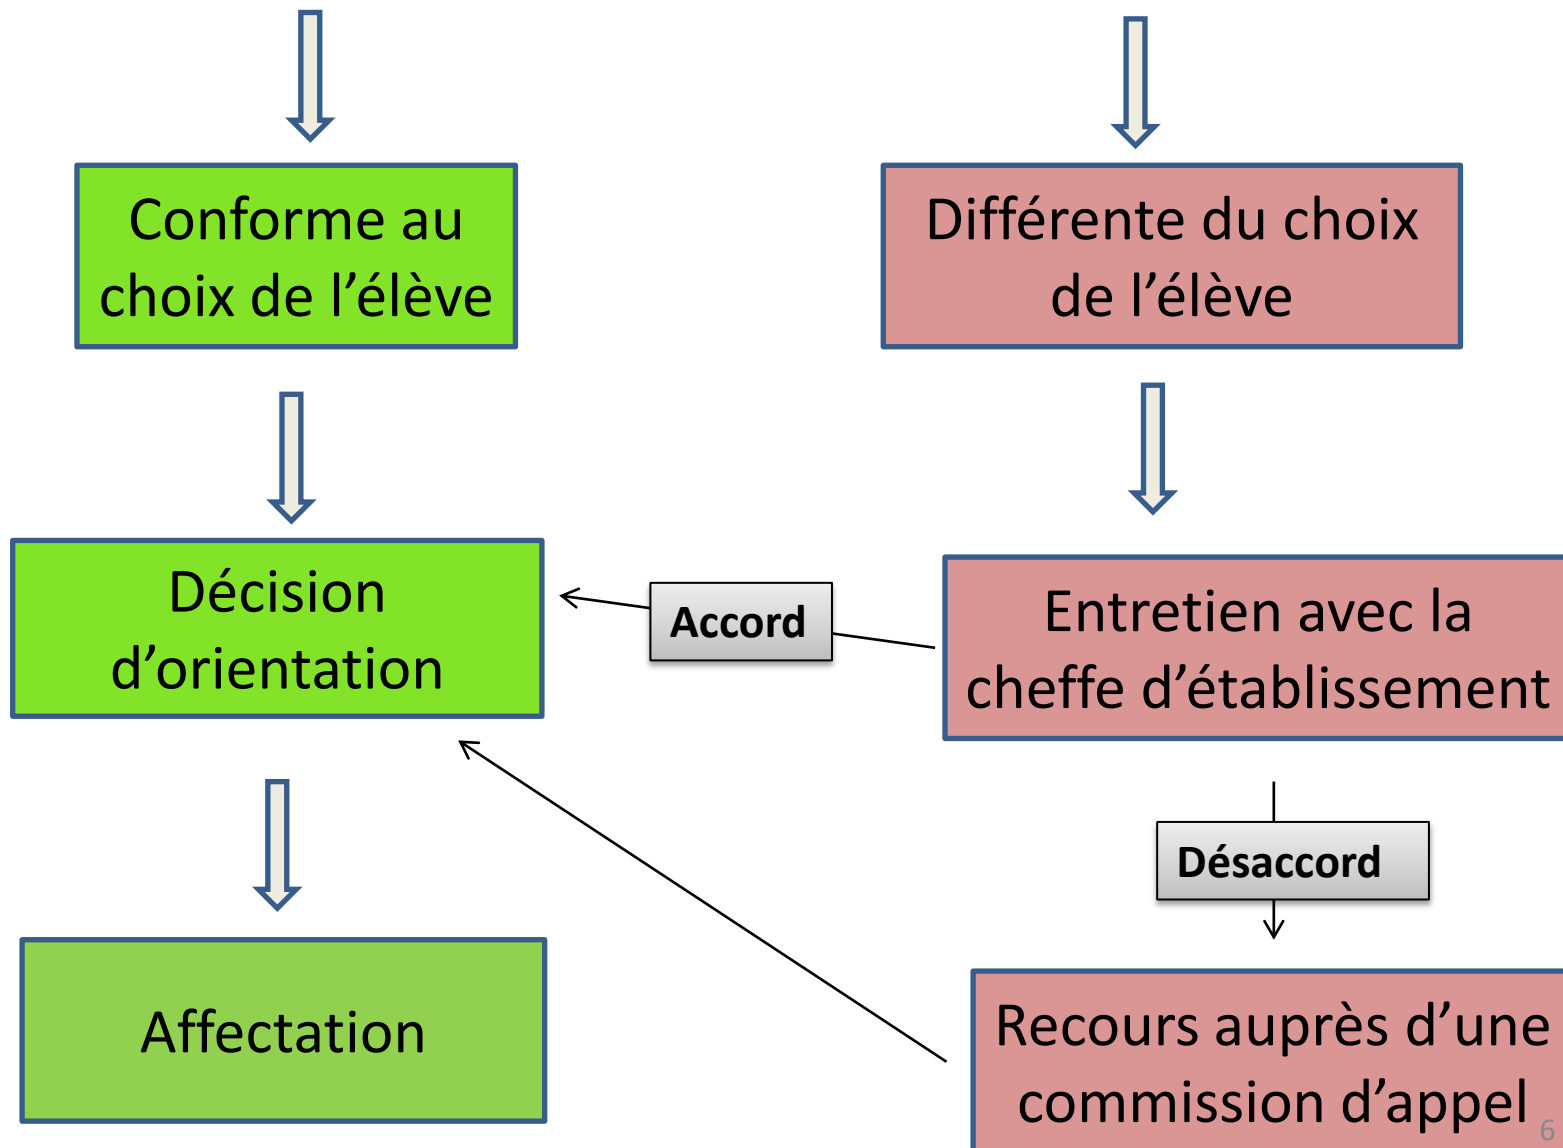 Conforme au
choix de l’élève
Différente du choix
de l’élève
Décision
d’orientation
Accord
Entretien avec la
cheffe d’établissement
Désaccord
Affectation
Recours auprès d’une
commission d’appel
6